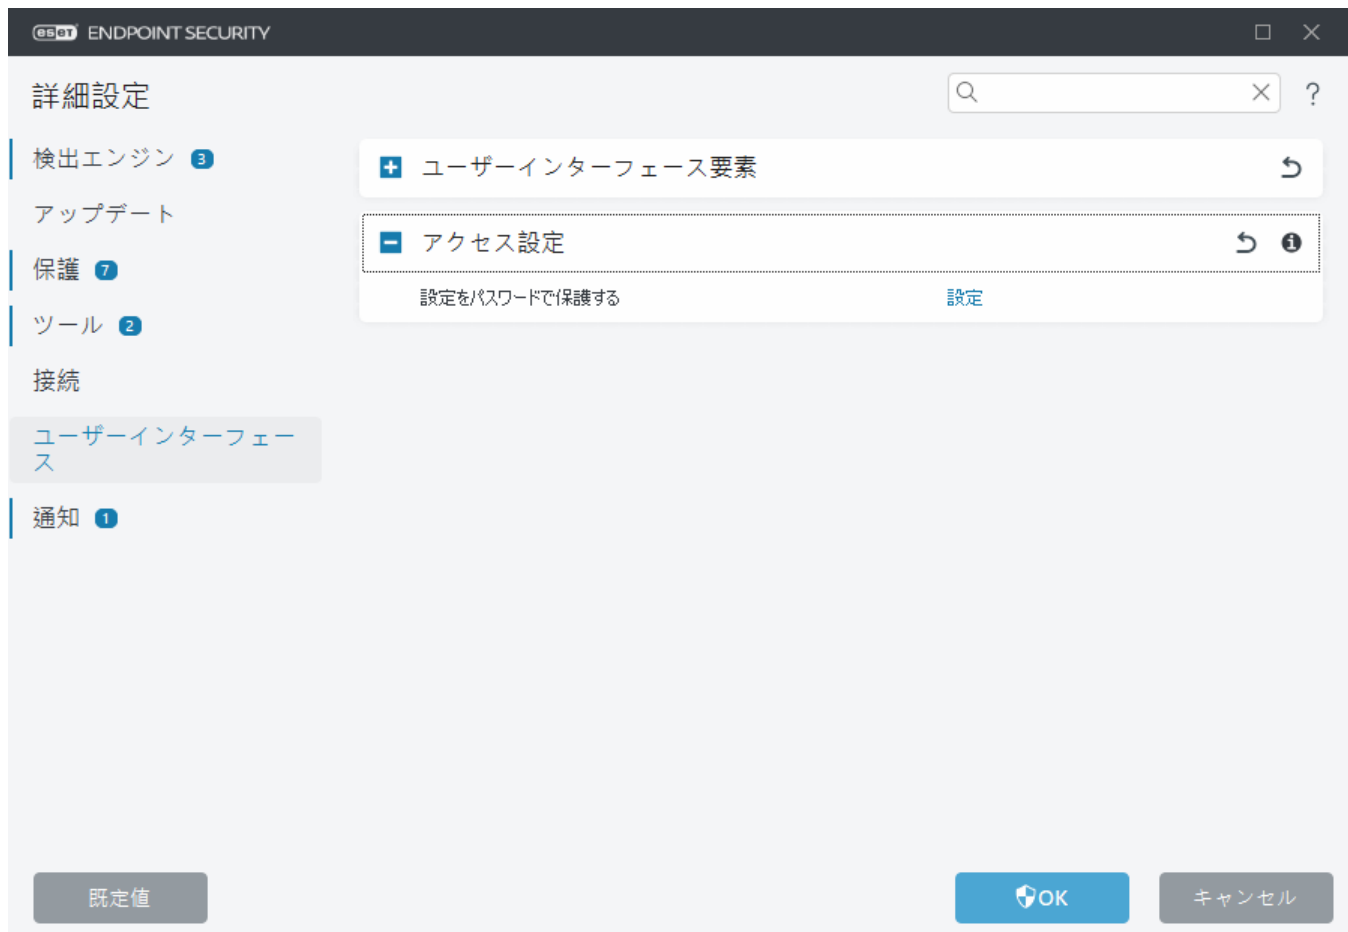 eset ENDPOINT SECURITY
詳細設定
?
検出エンジン 3
アップデート
保護 7
ツール 2
接続
ユーザーインターフェー
ス
通知 1
ユーザーインターフェース要素
アクセス設定
設定をパスワードで保護する 設定
既定値
OK
キャンセル